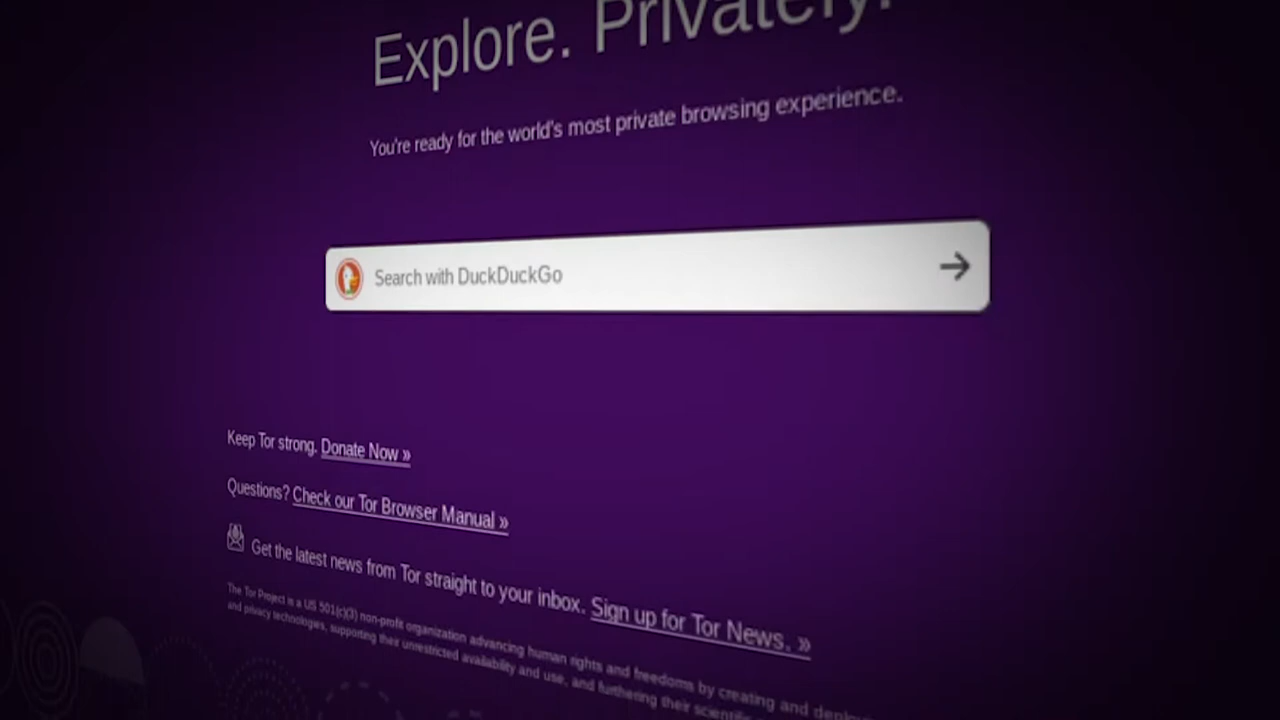 Explore. Privately.
You're ready for the world's most private browsing experience.
Search with DuckDuckGo
Keep Tor strong. Donate Now »
Questions? Check our Tor Browser Manual »
Get the latest news from Tor straight to your inbox. Sign up for Tor News. »
The Tor Project is a US 501(c)(3) non-profit organization advancing human rights and freedoms by creating and
and privacy technologies, supporting their unrestricted availability and use, and furthering their